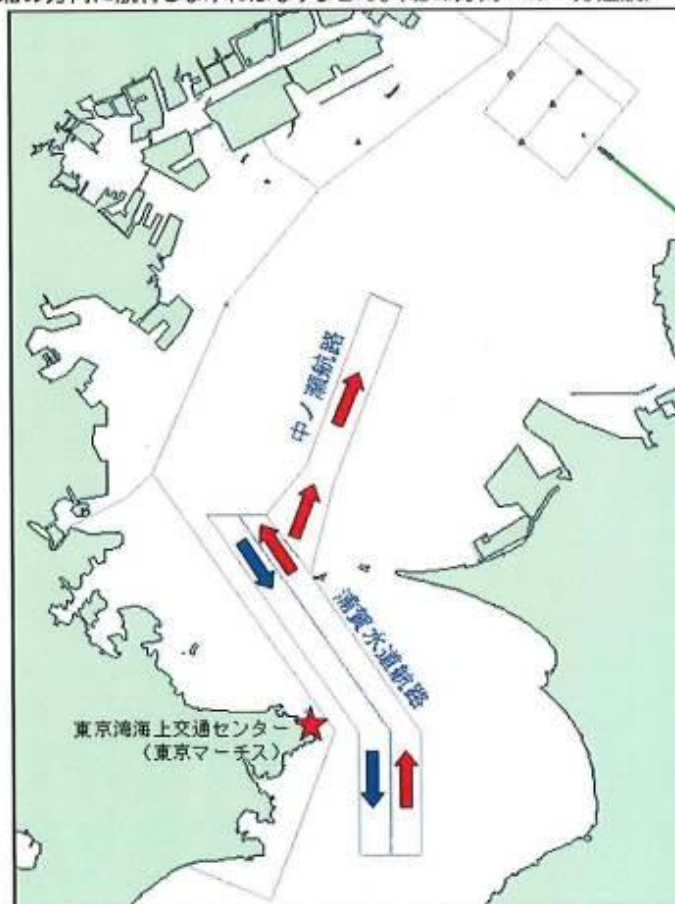 中ノ瀬航路
浦賀水道航路
東京湾海上交通センター
（東京マーチス）